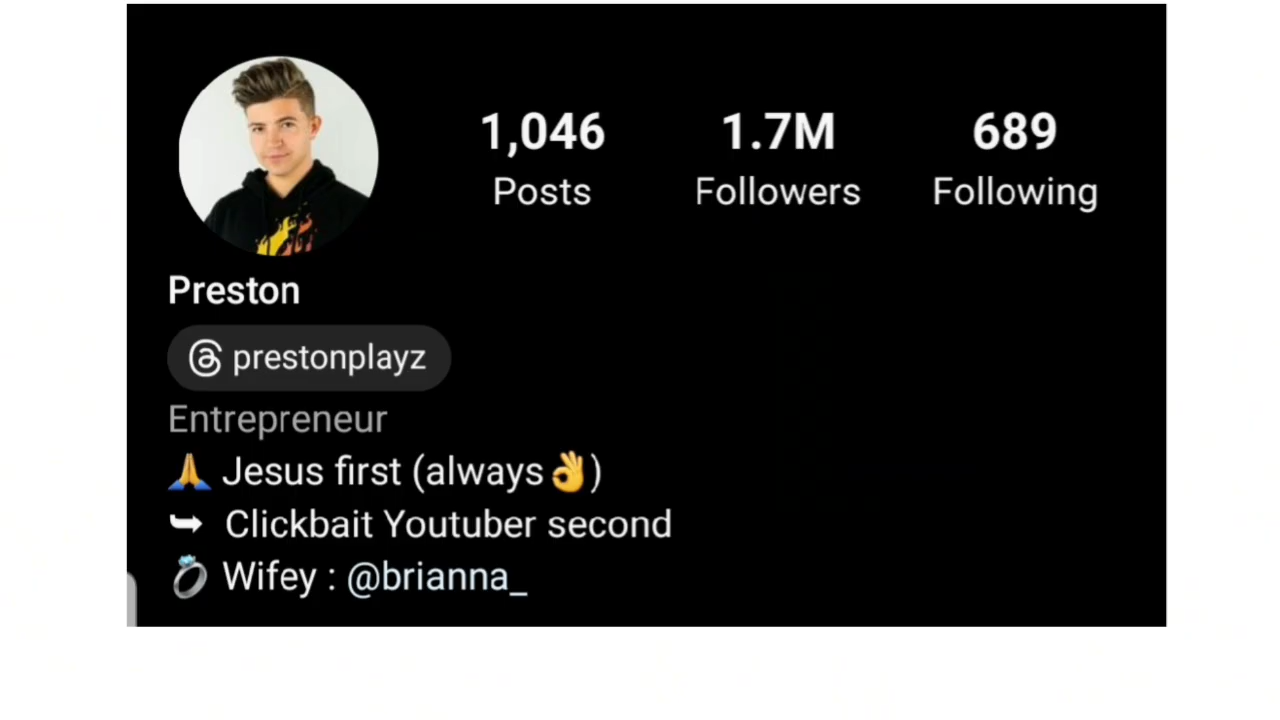 1,046 1.7M 689
Posts Followers Following
Preston
prestonplayz
Entrepreneur
🙏 Jesus first (always👌)
➥ Clickbait Youtuber second
💍 Wifey : @brianna_